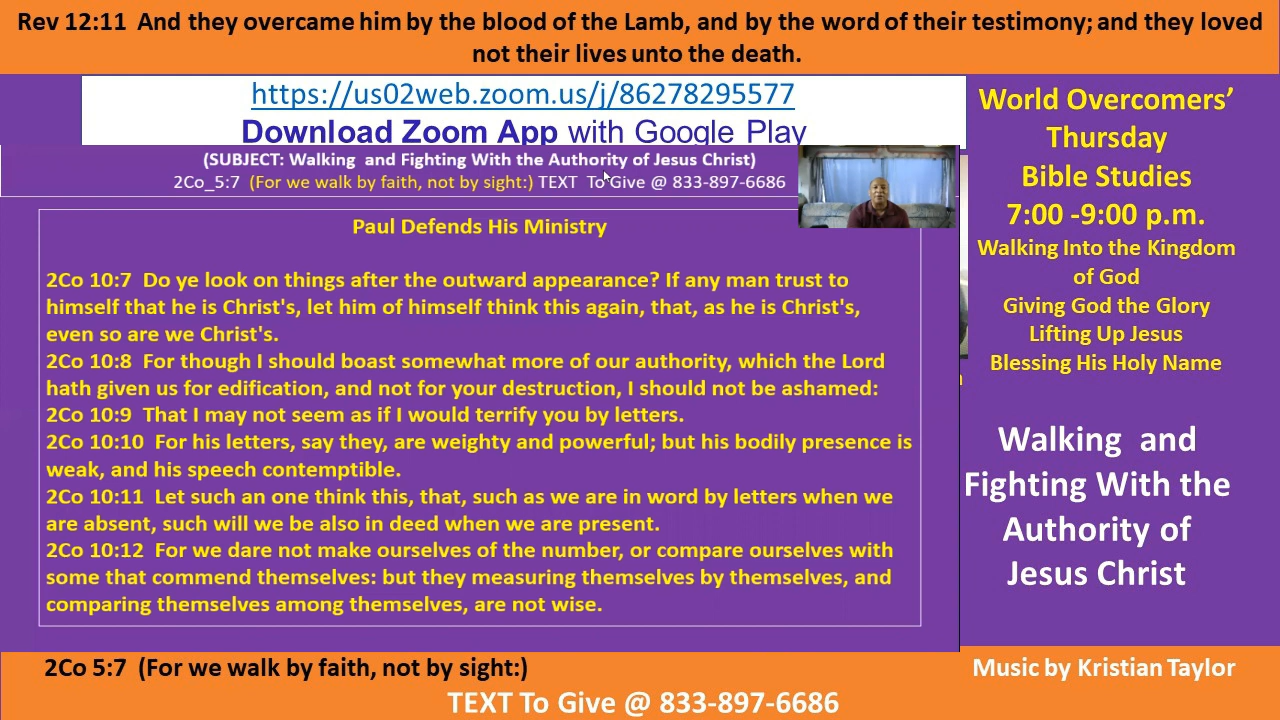 Rev 12:11  And they overcame him by the blood of the Lamb, and by the word of their testimony; and they loved
not their lives unto the death.
https://us02web.zoom.us/j/86278295577
Download Zoom App with Google Play
(SUBJECT: Walking  and Fighting With the Authority of Jesus Christ)
2Co_5:7  (For we walk by faith, not by sight:) TEXT  To Give @ 833-897-6686
Paul Defends His Ministry
2Co 10:7  Do ye look on things after the outward appearance? If any man trust to
himself that he is Christ's, let him of himself think this again, that, as he is Christ's,
even so are we Christ's.
2Co 10:8  For though I should boast somewhat more of our authority, which the Lord
hath given us for edification, and not for your destruction, I should not be ashamed:
2Co 10:9  That I may not seem as if I would terrify you by letters.
2Co 10:10  For his letters, say they, are weighty and powerful; but his bodily presence is
weak, and his speech contemptible.
2Co 10:11  Let such an one think this, that, such as we are in word by letters when we
are absent, such will we be also in deed when we are present.
2Co 10:12  For we dare not make ourselves of the number, or compare ourselves with
some that commend themselves: but they measuring themselves by themselves, and
comparing themselves among themselves, are not wise.
World Overcomers’
Thursday
Bible Studies
7:00 -9:00 p.m.
Walking Into the Kingdom
of God
Giving God the Glory
Lifting Up Jesus
Blessing His Holy Name
Walking  and
Fighting With the
Authority of
Jesus Christ
2Co 5:7  (For we walk by faith, not by sight:)
Music by Kristian Taylor
TEXT To Give @ 833-897-6686